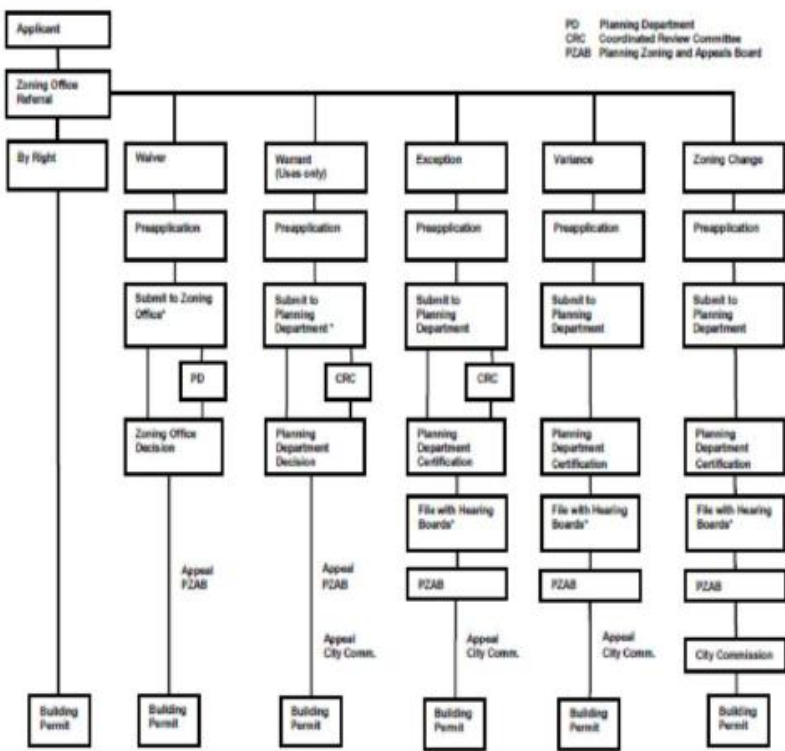 PD Planning Department
CRC Coordinated Review Committee
PZAB Planning Zoning and Appeals Board
Applicant
Zoning Office
Referral
By Right
Waiver
Warrant
(Uses only)
Exception
Variance
Zoning Change
Preapplication
Preapplication
Preapplication
Preapplication
Preapplication
Submit to Zoning
Office*
Submit to
Planning
Department *
Submit to
Planning
Department
Submit to
Planning
Department
Submit to
Planning
Department
PD
CRC
CRC
Zoning Office
Decision
Planning
Department
Decision
Planning
Department
Certification
Planning
Department
Certification
Planning
Department
Certification
File with Hearing
Boards*
File with Hearing
Boards*
File with Hearing
Boards*
Appeal
PZAB
Appeal
PZAB
PZAB
PZAB
PZAB
Appeal
City Comm.
Appeal
City Comm.
Appeal
City Comm.
City Commission
Building
Permit
Building
Permit
Building
Permit
Building
Permit
Building
Permit
Building
Permit